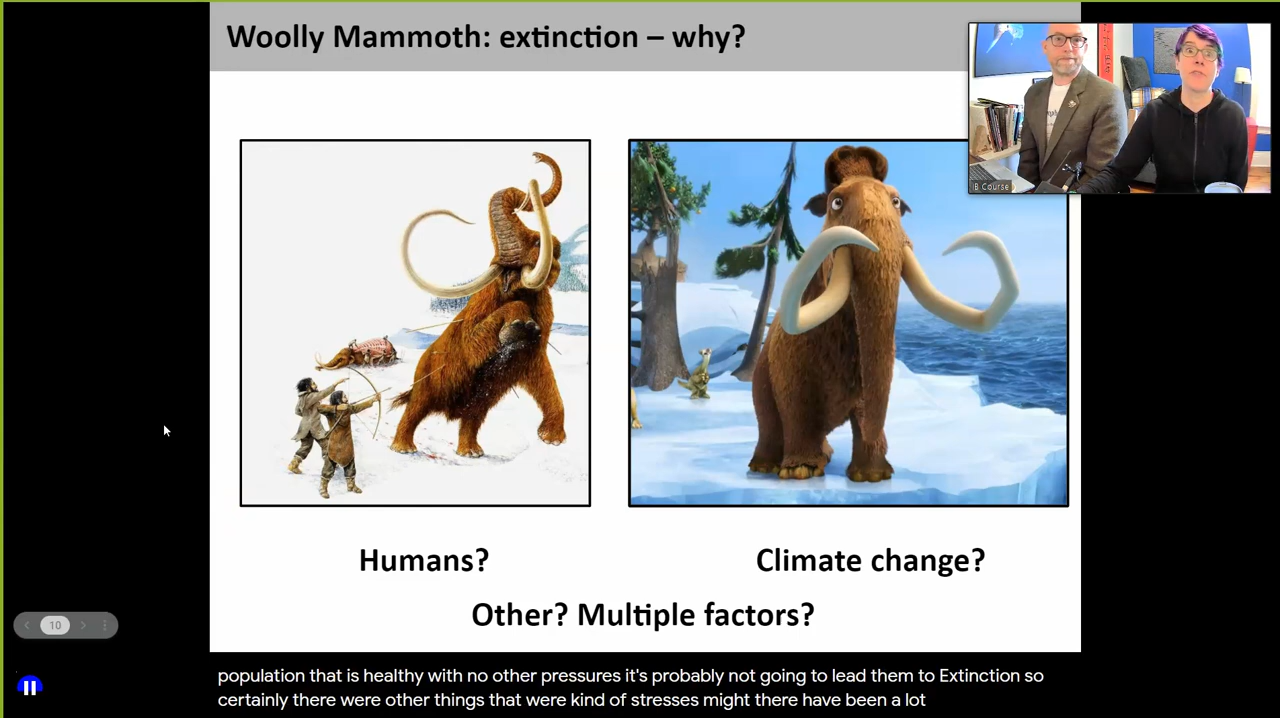 Woolly Mammoth: extinction – why?
B Course
Humans?
Climate change?
Other? Multiple factors?
10
population that is healthy with no other pressures it's probably not going to lead them to Extinction so
certainly there were other things that were kind of stresses might there have been a lot